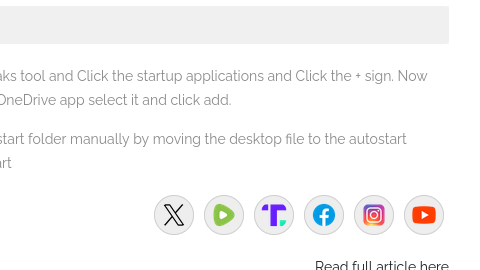 aks tool and Click the startup applications and Click the + sign. Now
OneDrive app select it and click add.
start folder manually by moving the desktop file to the autostart
art
Read full article here